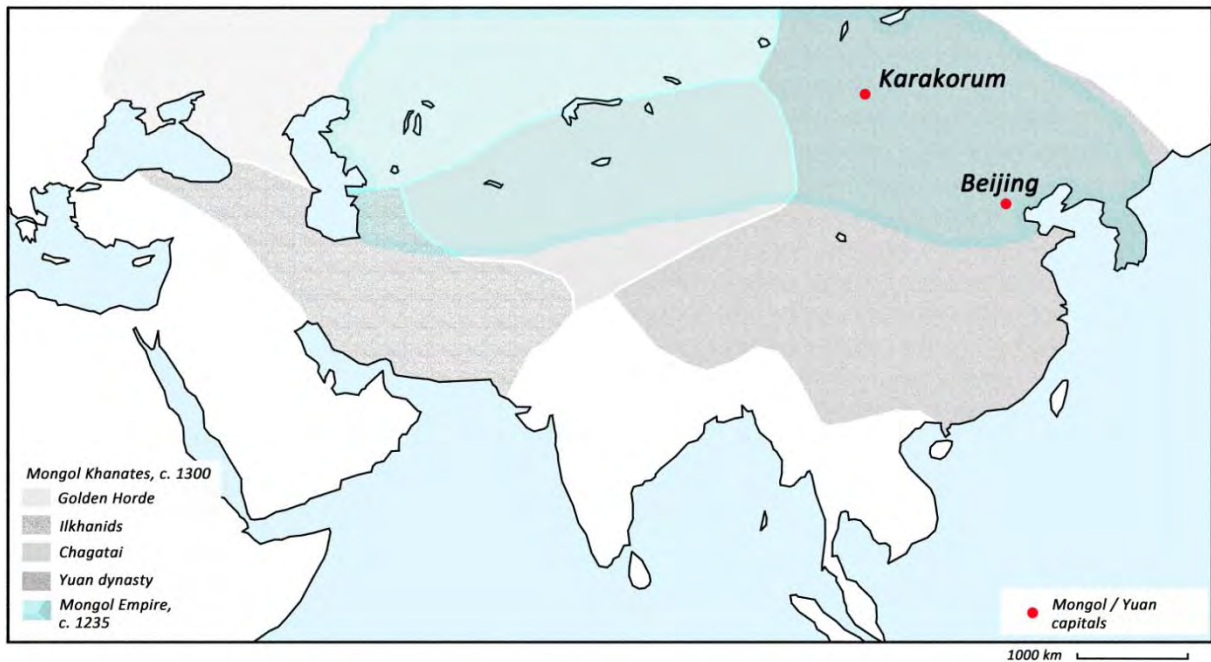 Karakorum
Beijing
Mongol Khanates, c. 1300
Golden Horde
Ilkhanids
Chagatai
Yuan dynasty
Mongol Empire,
c. 1235
Mongol / Yuan
capitals
1000 km